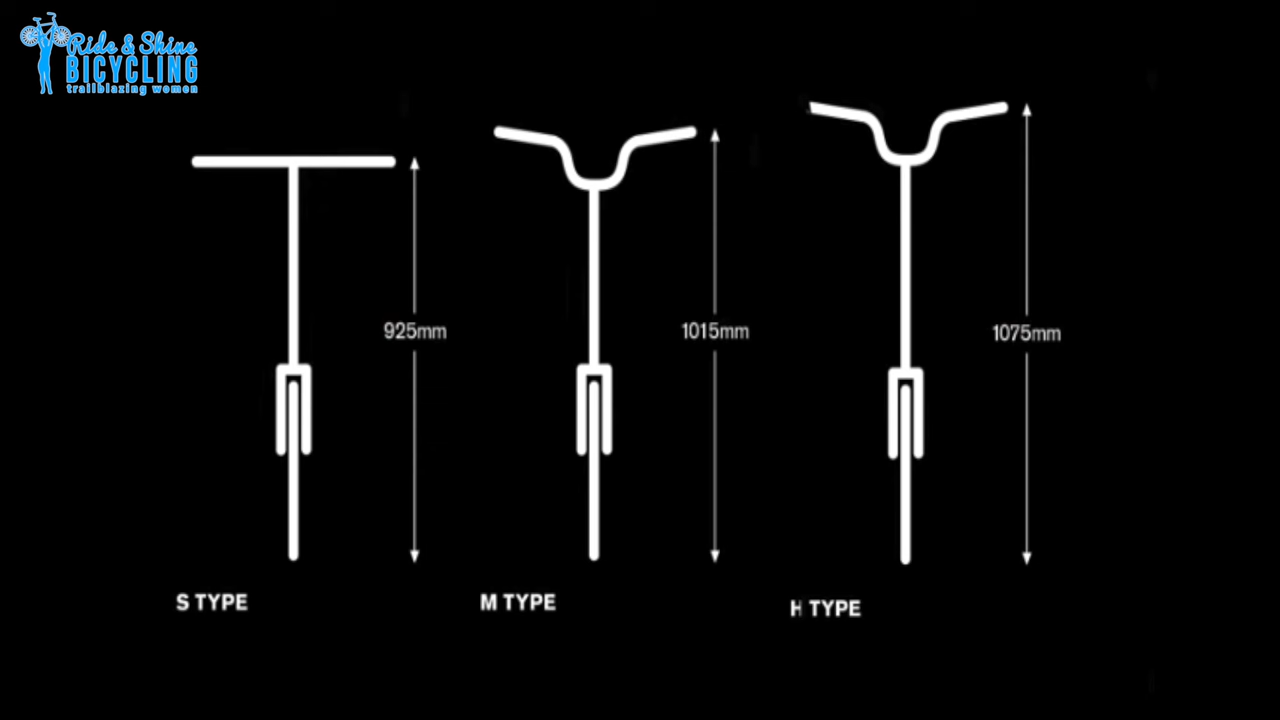 Ride & Shine
BICYCLING
trailblazing women
925mm
1015mm
1075mm
S TYPE
M TYPE
H TYPE